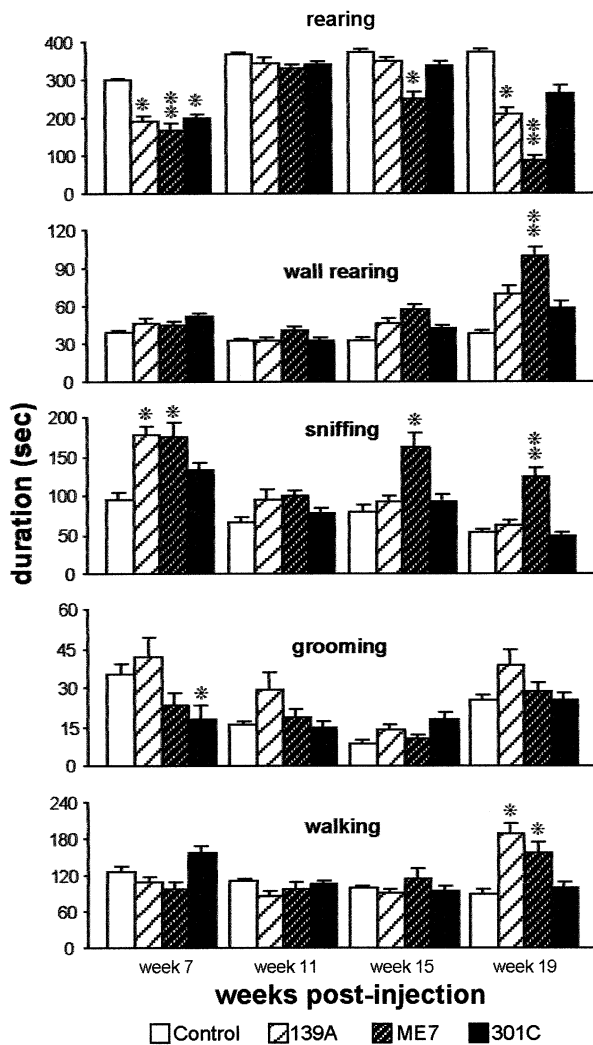 rearing
400
300
200
100
0
* ** * * * **
wall rearing
120
90
60
30
0
**
sniffing
200
150
100
50
0
* * * **
grooming
60
45
30
15
0
*
walking
240
180
120
60
0
* *
duration (sec)
week 7 week 11 week 15 week 19
weeks post-injection
Control 139A ME7 301C